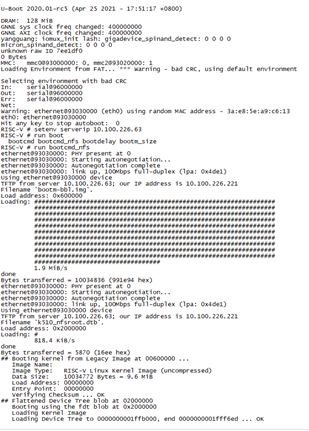 U-Boot 2020.01-rc5 (Apr 25 2021 - 17:51:17 +0800)
DRAM:  128 MiB
GNNE sys clock freq changed: 400000000
GNNE AXI clock freq changed: 400000000
yangguang: iomux_init lash: gigadevice_spinand_detect: 0 0 0 0
micron_spinand_detect: 0 0 0 0
unknown raw ID 7ee1df0
0 Bytes
MMC:   mmc0@93000000: 0, mmc2@93020000: 1
Loading Environment from FAT... *** Warning - bad CRC, using default environment
Selecting environment with bad CRC
In:    serial@96000000
Out:   serial@96000000
Err:   serial@96000000
Net:
Warning: ethernet@93030000 (eth0) using random MAC address - 3a:e8:5e:a9:c6:13
eth0: ethernet@93030000
Hit any key to stop autoboot:  0
RISC-V # setenv serverip 10.100.226.63
RISC-V # run boot
  bootcmd bootcmd_nfs bootdelay bootm_size
RISC-V # run bootcmd_nfs
ethernet@93030000: PHY present at 0
ethernet@93030000: Starting autonegotiation...
ethernet@93030000: Autonegotiation complete
ethernet@93030000: link up, 100Mbps full-duplex (lpa: 0x4de1)
Using ethernet@93030000 device
TFTP from server 10.100.226.63; our IP address is 10.100.226.221
Filename 'bootm-bbl.img'.
Load address: 0x600000
Loading: #################################################################
         #################################################################
         #################################################################
         #################################################################
         #################################################################
         #################################################################
         #################################################################
         #################################################################
         #################################################################
         #################################################################
         ##################################
         1.9 MiB/s
done
Bytes transferred = 10034836 (991e94 hex)
ethernet@93030000: PHY present at 0
ethernet@93030000: Starting autonegotiation...
ethernet@93030000: Autonegotiation complete
ethernet@93030000: link up, 100Mbps full-duplex (lpa: 0x4de1)
Using ethernet@93030000 device
TFTP from server 10.100.226.63; our IP address is 10.100.226.221
Filename 'k510_nfsroot.dtb'.
Load address: 0x2000000
Loading: #
         818.4 KiB/s
done
Bytes transferred = 5870 (16ee hex)
## Booting kernel from Legacy Image at 00600000 ...
   Image Name:
   Image Type:   RISC-V Linux Kernel Image (uncompressed)
   Data Size:    10034772 Bytes = 9.6 MiB
   Load Address: 00000000
   Entry Point:  00000000
   Verifying Checksum ... OK
## Flattened Device Tree blob at 02000000
   Booting using the fdt blob at 0x2000000
   Loading Kernel Image
   Loading Device Tree to 0000000001ffb000, end 0000000001fff6ed ... OK